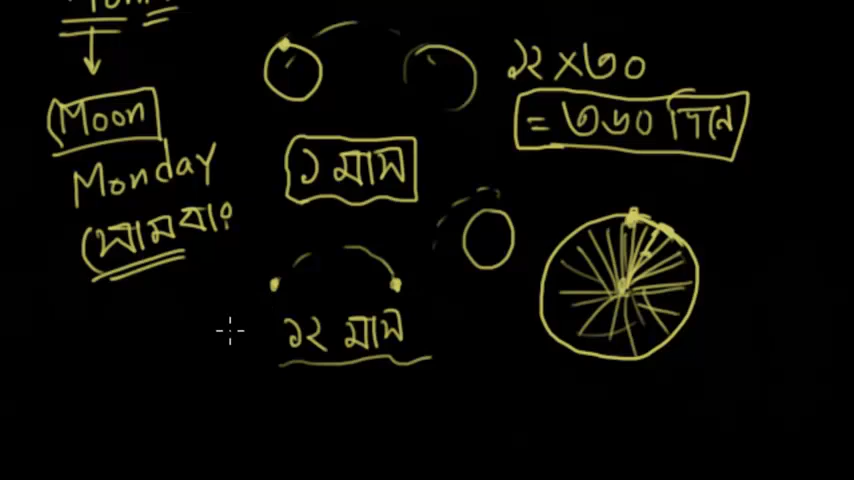 Moon
Monday
সোমবার
১ মাস
১২ মাস
১২ × ৩০
= ৩৬০ দিনে